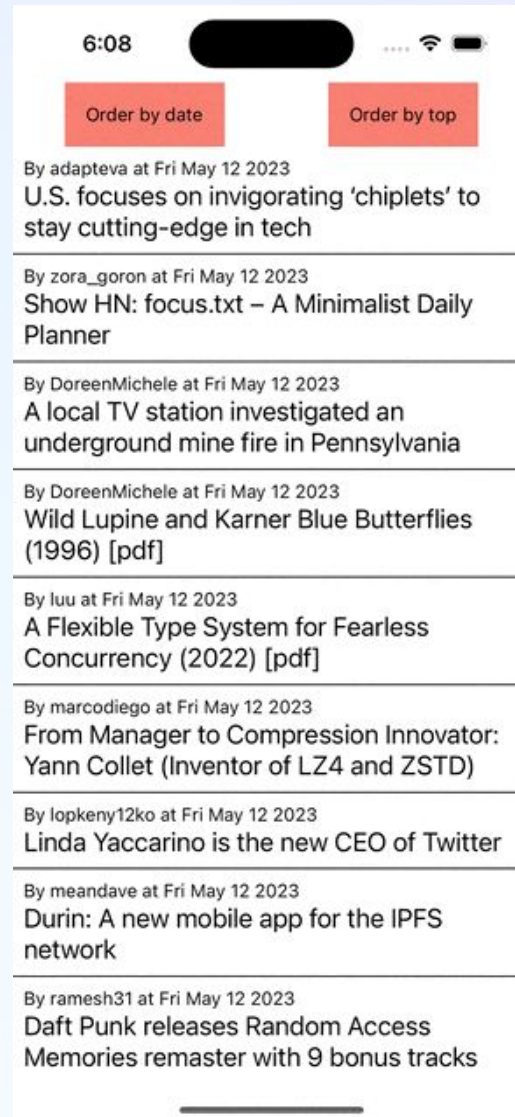 6:08
Order by date
Order by top
By adapteva at Fri May 12 2023
U.S. focuses on invigorating ‘chiplets’ to
stay cutting-edge in tech
By zora_goron at Fri May 12 2023
Show HN: focus.txt – A Minimalist Daily
Planner
By DoreenMichele at Fri May 12 2023
A local TV station investigated an
underground mine fire in Pennsylvania
By DoreenMichele at Fri May 12 2023
Wild Lupine and Karner Blue Butterflies
(1996) [pdf]
By luu at Fri May 12 2023
A Flexible Type System for Fearless
Concurrency (2022) [pdf]
By marcodiego at Fri May 12 2023
From Manager to Compression Innovator:
Yann Collet (Inventor of LZ4 and ZSTD)
By lopkeny12ko at Fri May 12 2023
Linda Yaccarino is the new CEO of Twitter
By meandave at Fri May 12 2023
Durin: A new mobile app for the IPFS
network
By ramesh31 at Fri May 12 2023
Daft Punk releases Random Access
Memories remaster with 9 bonus tracks